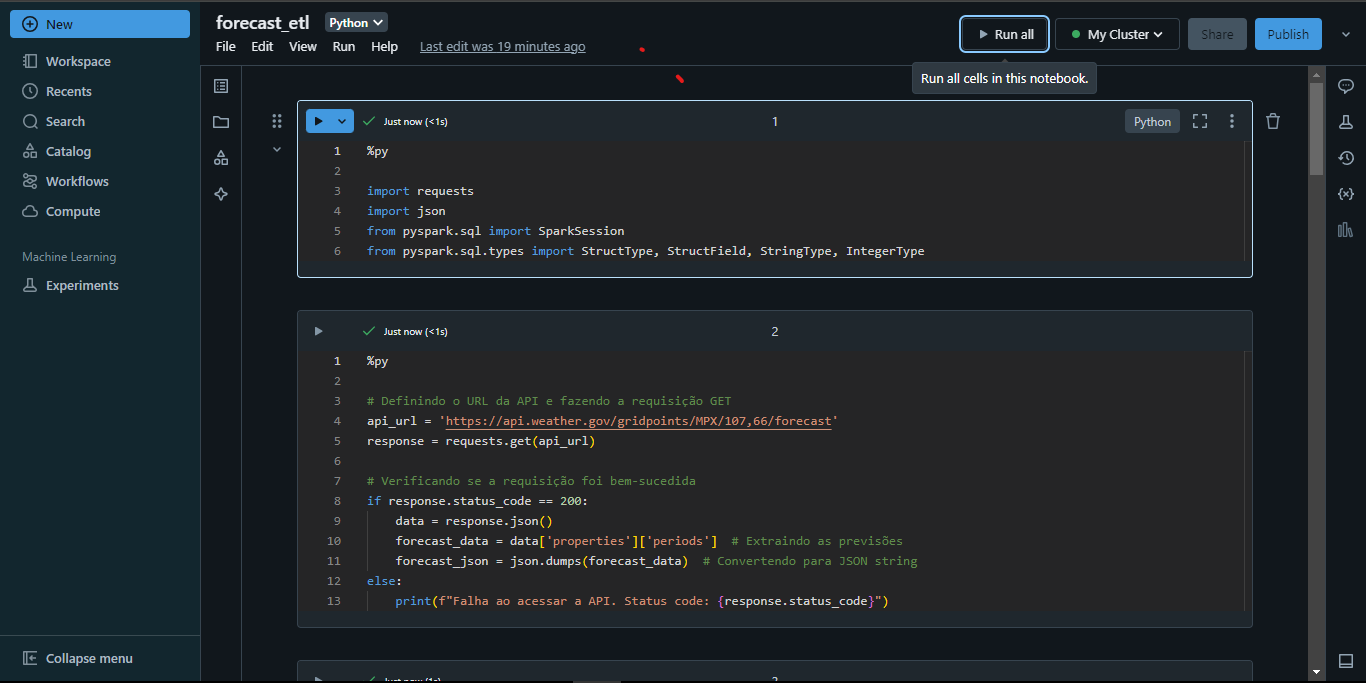 New
Workspace
Recents
Search
Catalog
Workflows
Compute
Machine Learning
Experiments
Collapse menu
forecast_etl Python
File Edit View Run Help Last edit was 19 minutes ago
Run all My Cluster Share Publish
Run all cells in this notebook.
Just now (<1s) 1 Python
1 %py
2
3 import requests
4 import json
5 from pyspark.sql import SparkSession
6 from pyspark.sql.types import StructType, StructField, StringType, IntegerType
Just now (<1s) 2
1 %py
2
3 # Definindo o URL da API e fazendo a requisição GET
4 api_url = 'https://api.weather.gov/gridpoints/MPX/107,66/forecast'
5 response = requests.get(api_url)
6
7 # Verificando se a requisição foi bem-sucedida
8 if response.status_code == 200:
9 data = response.json()
10 forecast_data = data['properties']['periods'] # Extraindo as previsões
11 forecast_json = json.dumps(forecast_data) # Convertendo para JSON string
12 else:
13 print(f"Falha ao acessar a API. Status code: {response.status_code}")
Just now (1s) 3